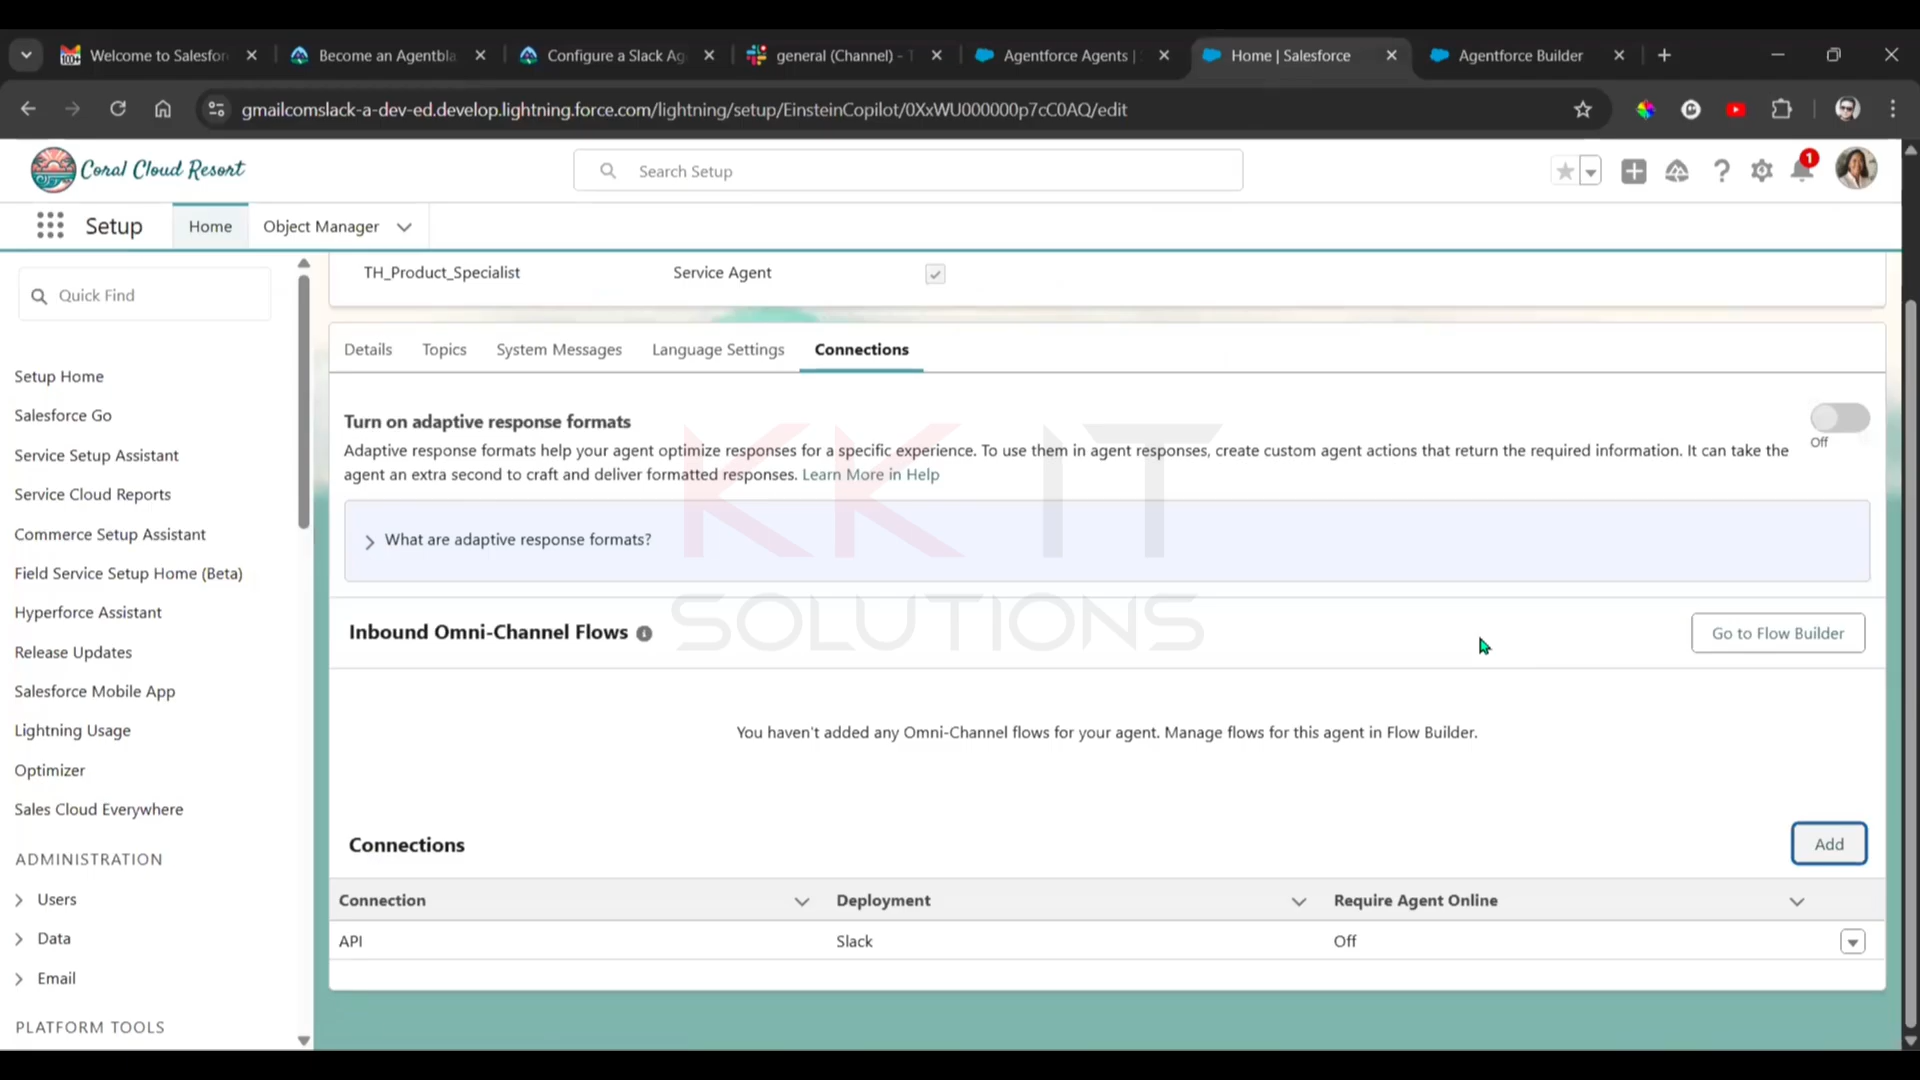 Welcome to Salesfor
Become an Agentbla
Configure a Slack Ag
general (Channel) - T
Agentforce Agents |
Home | Salesforce
Agentforce Builder
gmailcomslack-a-dev-ed.develop.lightning.force.com/lightning/setup/EinsteinCopilot/0XxWU000000p7cC0AQ/edit
Coral Cloud Resort
Search Setup
1
Setup
Home
Object Manager
Quick Find
Setup Home
Salesforce Go
Service Setup Assistant
Service Cloud Reports
Commerce Setup Assistant
Field Service Setup Home (Beta)
Hyperforce Assistant
Release Updates
Salesforce Mobile App
Lightning Usage
Optimizer
Sales Cloud Everywhere
ADMINISTRATION
Users
Data
Email
PLATFORM TOOLS
TH_Product_Specialist
Service Agent
Details
Topics
System Messages
Language Settings
Connections
Turn on adaptive response formats
Adaptive response formats help your agent optimize responses for a specific experience. To use them in agent responses, create custom agent actions that return the required information. It can take the
agent an extra second to craft and deliver formatted responses. Learn More in Help
Off
What are adaptive response formats?
KK IT
SOLUTIONS
Inbound Omni-Channel Flows
Go to Flow Builder
You haven't added any Omni-Channel flows for your agent. Manage flows for this agent in Flow Builder.
Connections
Add
Connection
Deployment
Require Agent Online
API
Slack
Off